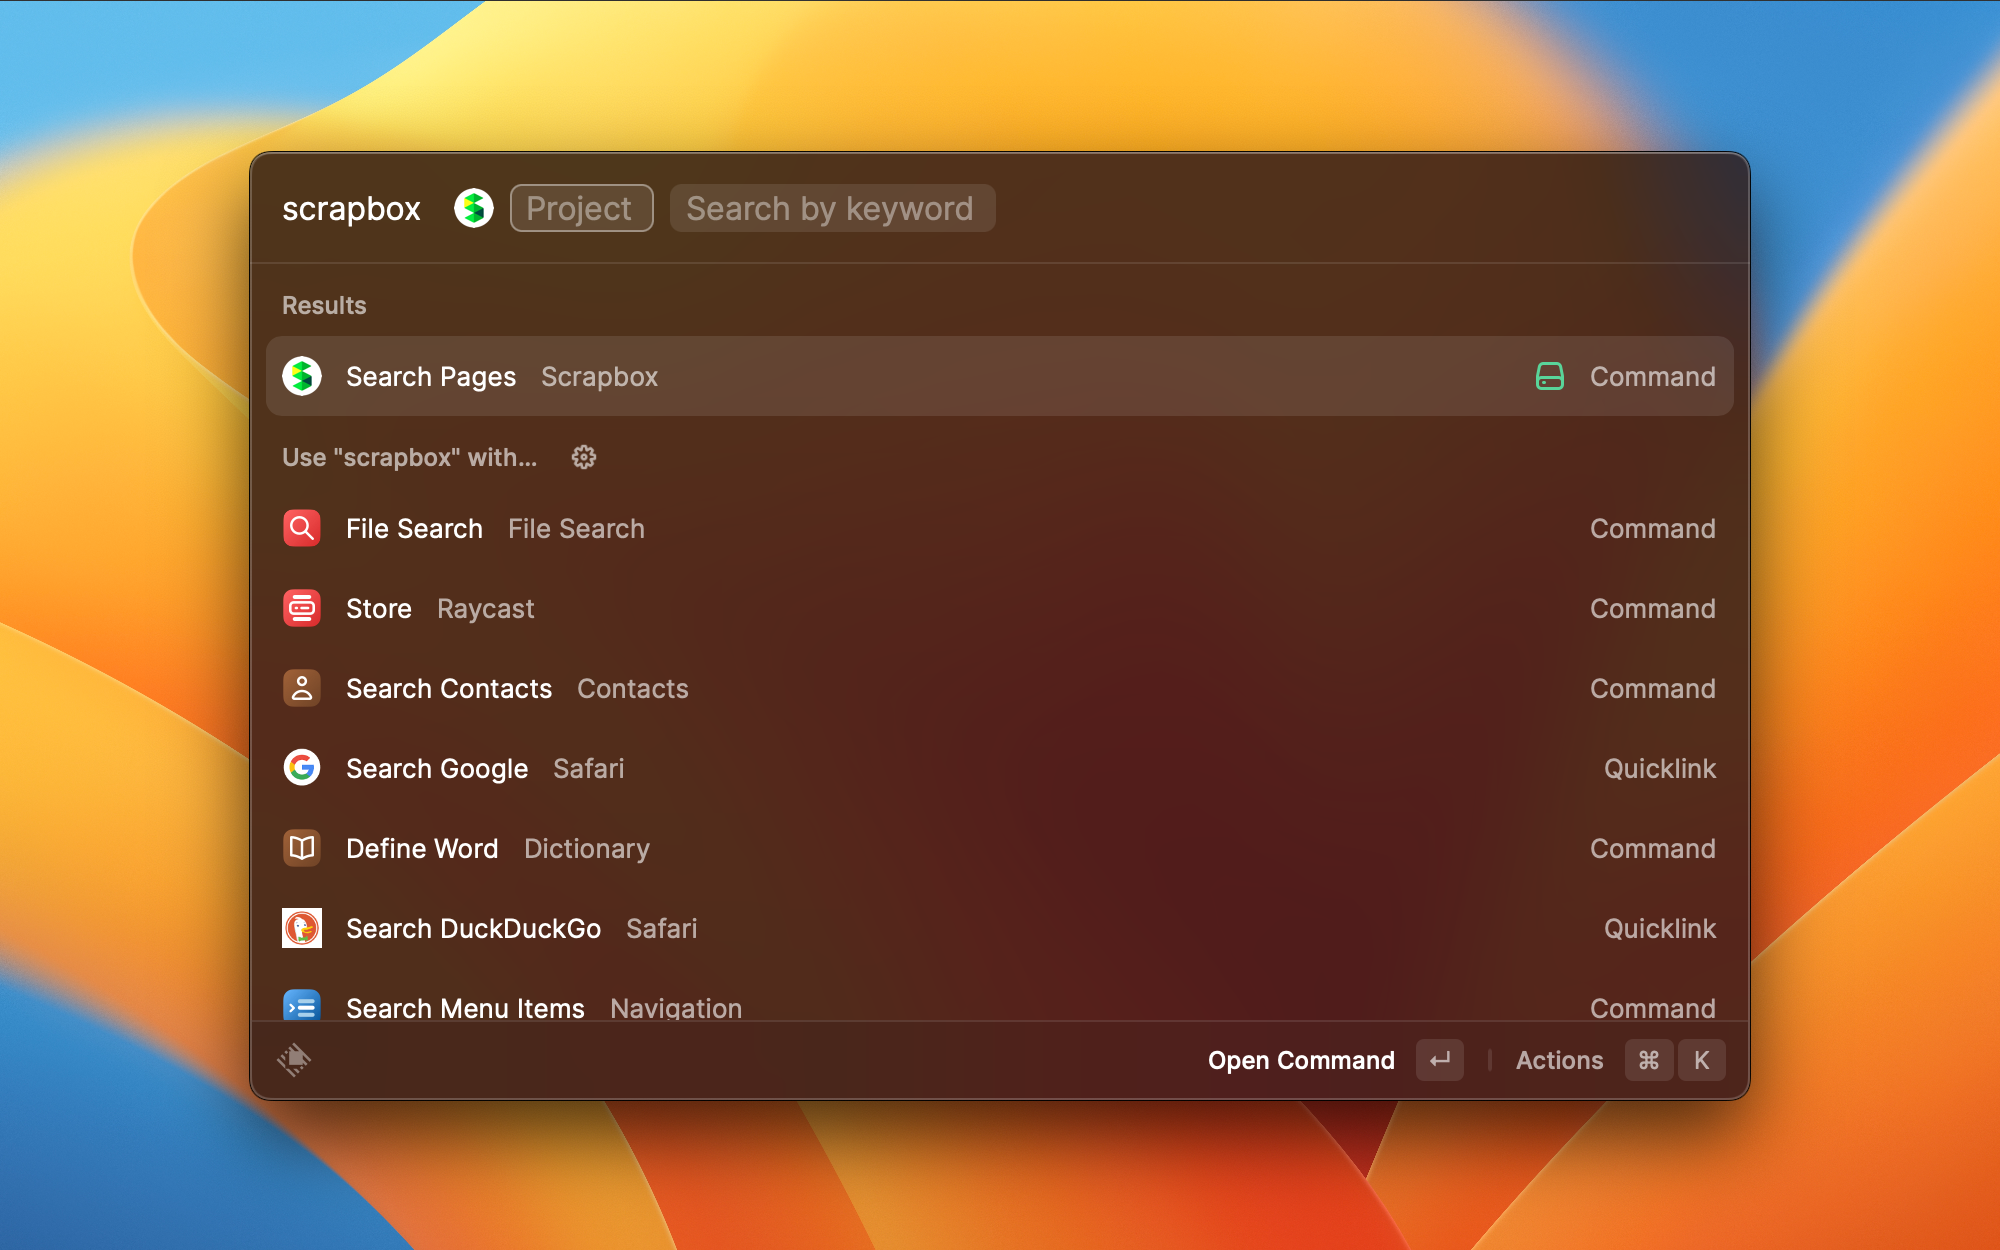 scrapbox Project Search by keyword
Results
Search Pages Scrapbox Command
Use "scrapbox" with...
File Search File Search Command
Store Raycast Command
Search Contacts Contacts Command
Search Google Safari Quicklink
Define Word Dictionary Command
Search DuckDuckGo Safari Quicklink
Search Menu Items Navigation Command
Open Command ↵ | Actions ⌘ K